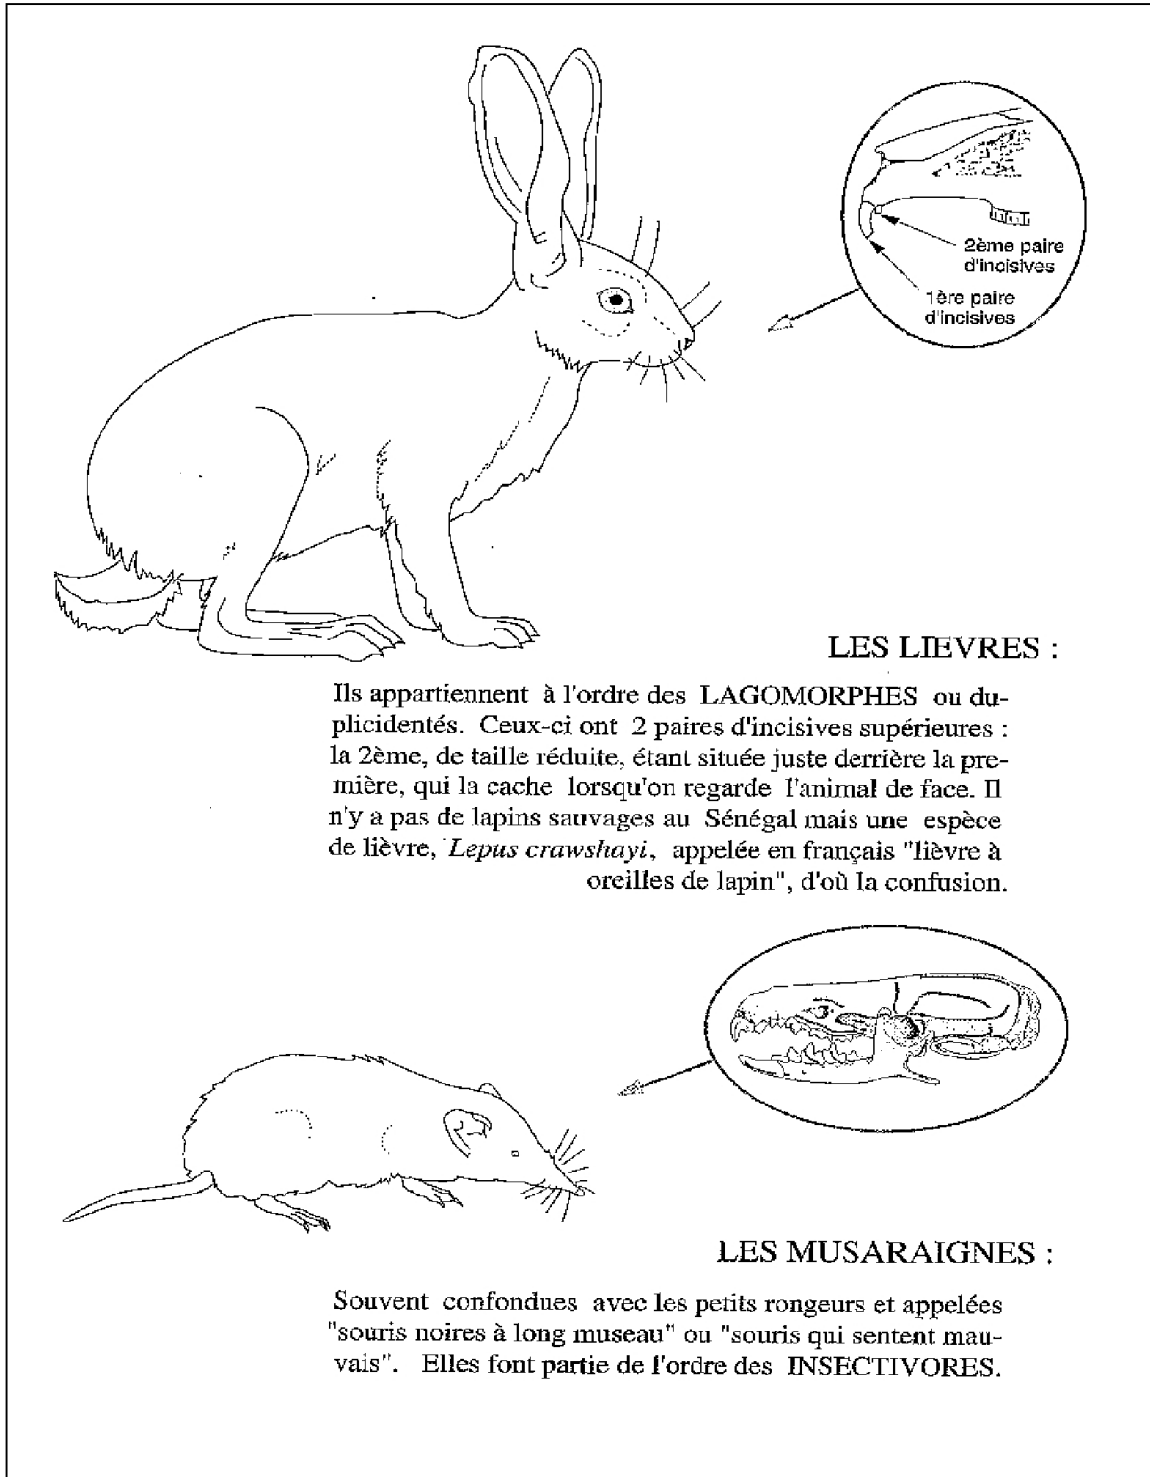 2ème paire
d'incisives
1ère paire
d'incisives
LES LIEVRES :
Ils appartiennent à l'ordre des LAGOMORPHES ou du-
plicidentés. Ceux-ci ont 2 paires d'incisives supérieures :
la 2ème, de taille réduite, étant située juste derrière la pre-
mière, qui la cache lorsqu'on regarde l'animal de face. Il
n'y a pas de lapins sauvages au Sénégal mais une espèce
de lièvre, Lepus crawshayi, appelée en français "lièvre à
oreilles de lapin", d'où la confusion.
LES MUSARAIGNES :
Souvent confondues avec les petits rongeurs et appelées
"souris noires à long museau" ou "souris qui sentent mau-
vais". Elles font partie de l'ordre des INSECTIVORES.